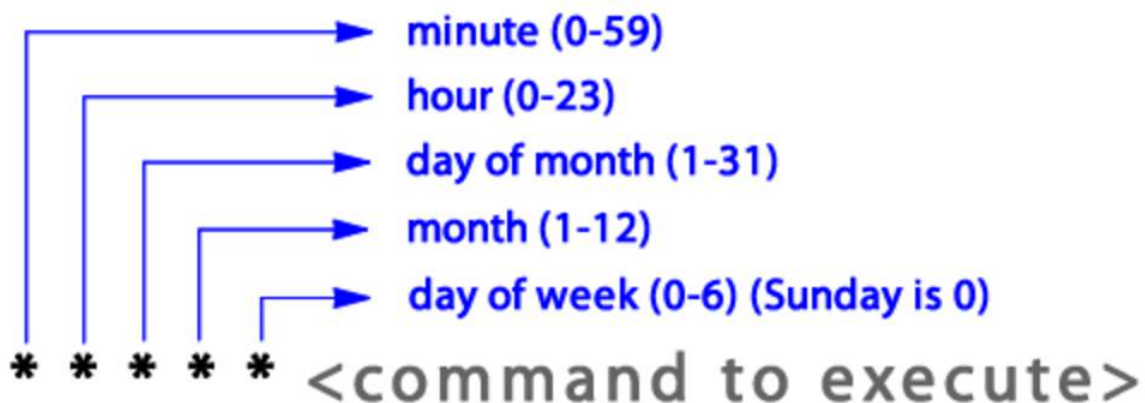 minute (0-59)
hour (0-23)
day of month (1-31)
month (1-12)
day of week (0-6) (Sunday is 0)
* * * * * <command to execute>